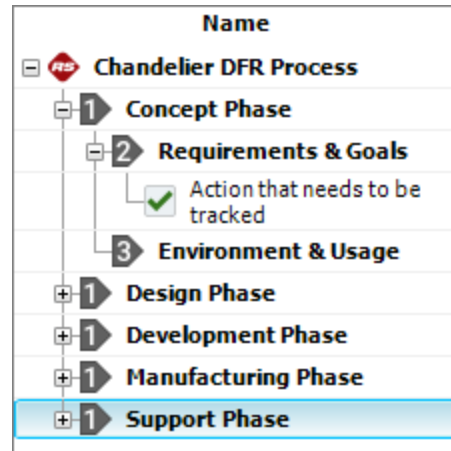 Name
RS Chandelier DFR Process
1 Concept Phase
2 Requirements & Goals
Action that needs to be
tracked
3 Environment & Usage
1 Design Phase
1 Development Phase
1 Manufacturing Phase
1 Support Phase